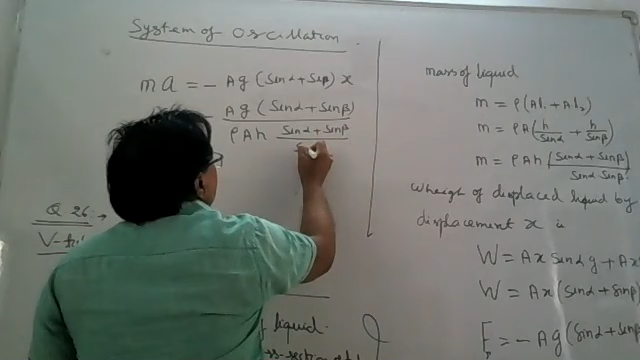 System of Oscillation
ma = - Ag (Sinα + Sinβ) x
Ag (Sinα + Sinβ)
ρAh Sinα + Sinβ
Q 26.
V-
of liquid.
mass of liquid
m = ρ(Al₁ + Al₂)
m = ρA(h/Sinα + h/Sinβ)
m = ρAh (Sinα + Sinβ)/Sinα Sinβ
Wheight of displaced liquid by
displacement x is
W = Ax Sinα g + Ax
W = Ax (Sinα + Sinβ
F = - Ag (Sinα + Sinβ